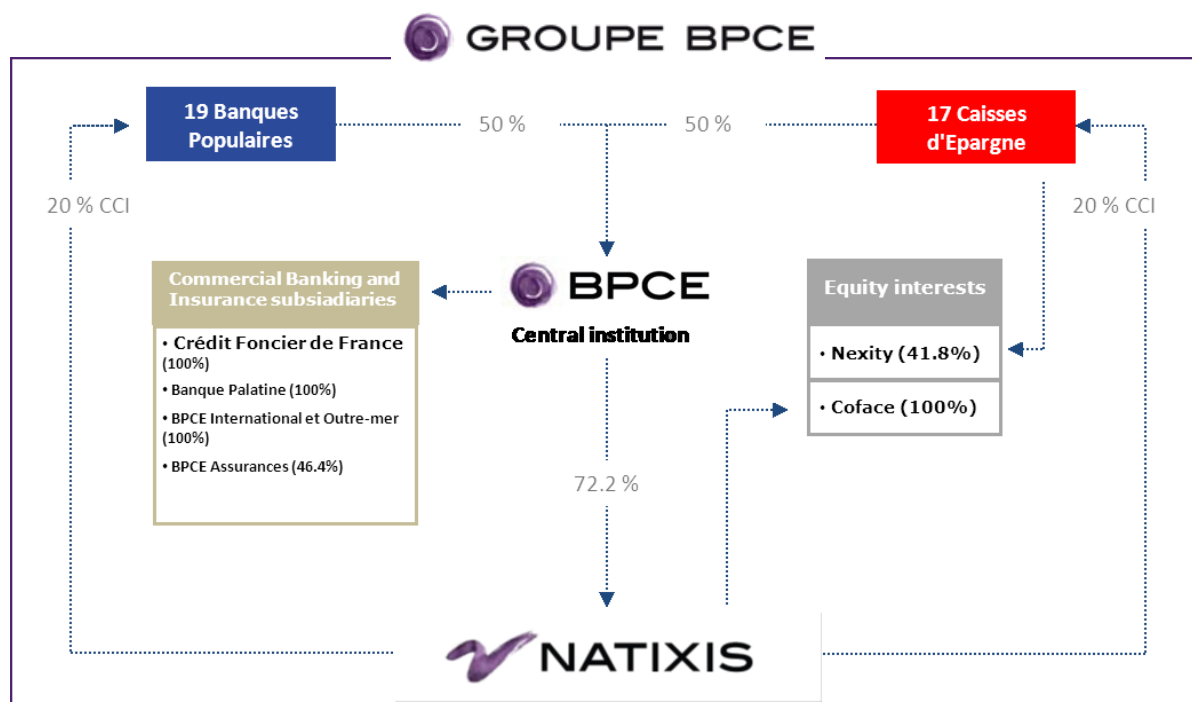 GROUPE BPCE
19 Banques
Populaires
50 %
50 %
17 Caisses
d'Epargne
20 % CCI
20 % CCI
Commercial Banking and
Insurance subsiadiaries
• Crédit Foncier de France
(100%)
• Banque Palatine (100%)
• BPCE International et Outre-mer
(100%)
• BPCE Assurances (46.4%)
BPCE
Central institution
Equity interests
• Nexity (41.8%)
• Coface (100%)
72.2 %
NATIXIS